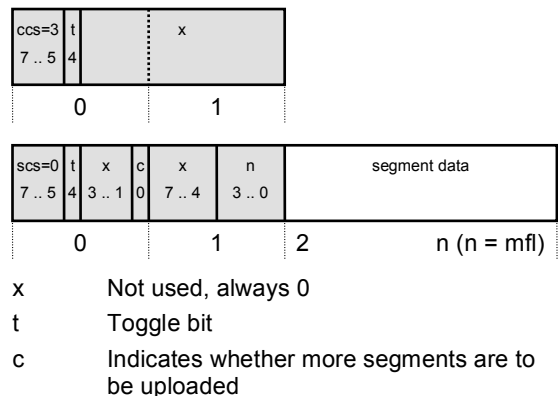 ccs=3 t x
7 .. 5 4
0 1
scs=0 t x c x n segment data
7 .. 5 4 3 .. 1 0 7 .. 4 3 .. 0
0 1 2 n (n = mfl)
x Not used, always 0
t Toggle bit
c Indicates whether more segments are to
be uploaded